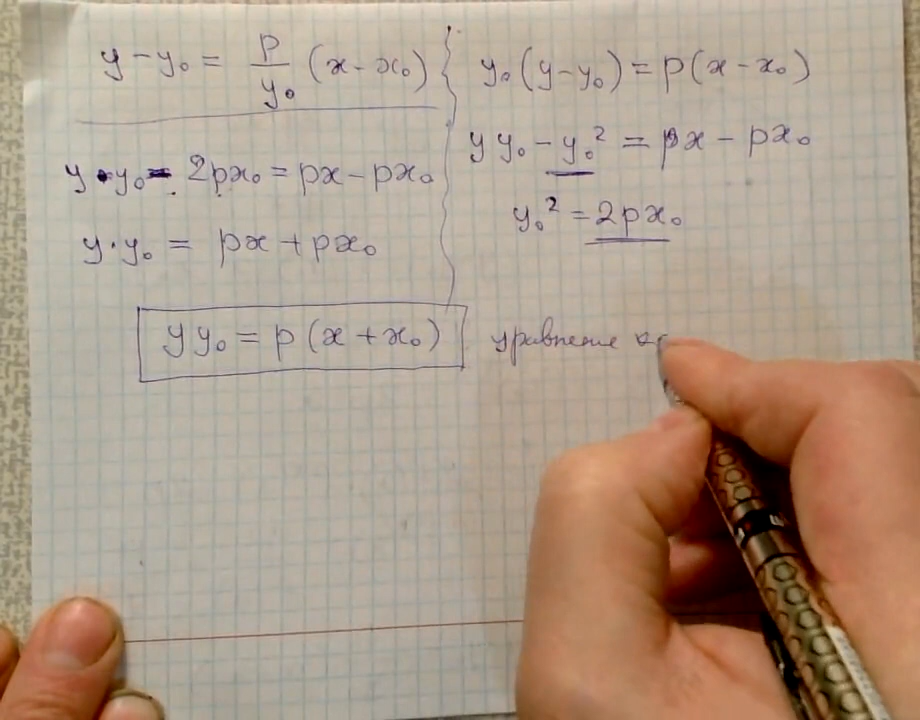 y - y₀ = p/y₀ (x - x₀)
y₀(y - y₀) = p(x - x₀)
y y₀ - y₀² = px - px₀
y₀² = 2px₀
y·y₀ - 2px₀ = px - px₀
y·y₀ = px + px₀
y y₀ = p(x + x₀) уравнение ка